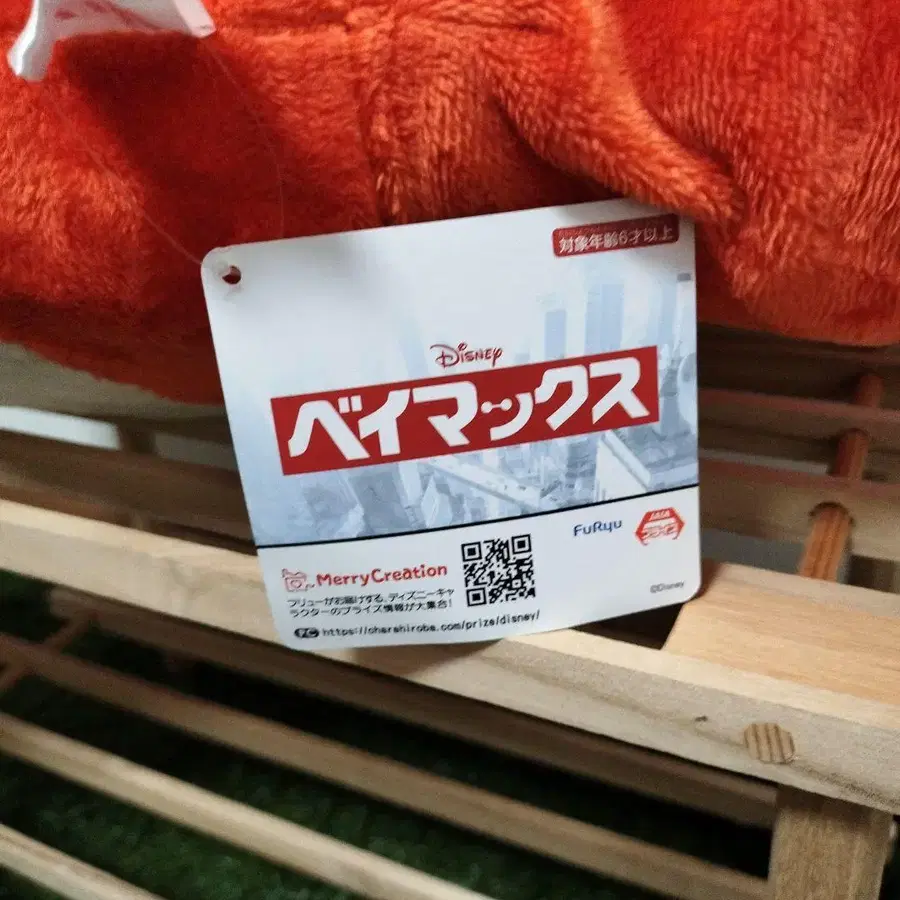 対象年齢6才以上
Disney
ベイマックス
FuRyu
MerryCreation
フリューがお届けする、ディズニーキャ
ラクターのプライズ情報が大集合!
PC https://charahiroba.com/prize/disney/
©Disney